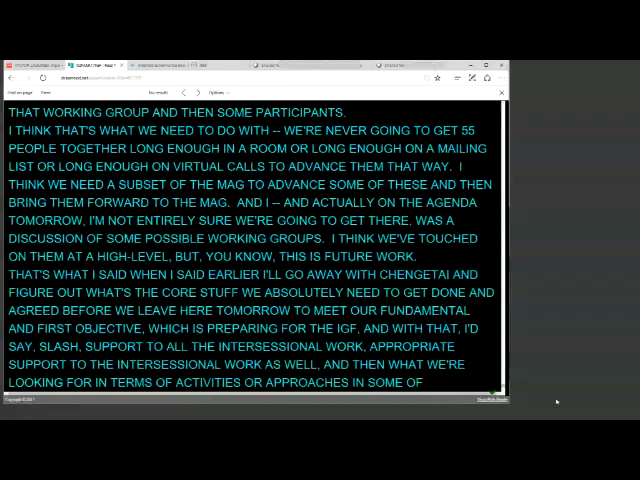 streamtext.net
Find on page
No results
Options
THAT WORKING GROUP AND THEN SOME PARTICIPANTS.
I THINK THAT'S WHAT WE NEED TO DO WITH -- WE'RE NEVER GOING TO GET 55
PEOPLE TOGETHER LONG ENOUGH IN A ROOM OR LONG ENOUGH ON A MAILING
LIST OR LONG ENOUGH ON VIRTUAL CALLS TO ADVANCE THEM THAT WAY.  I
THINK WE NEED A SUBSET OF THE MAG TO ADVANCE SOME OF THESE AND THEN
BRING THEM FORWARD TO THE MAG.  AND I -- AND ACTUALLY ON THE AGENDA
TOMORROW, I'M NOT ENTIRELY SURE WE'RE GOING TO GET THERE, WAS A
DISCUSSION OF SOME POSSIBLE WORKING GROUPS.  I THINK WE'VE TOUCHED
ON THEM AT A HIGH-LEVEL, BUT, YOU KNOW, THIS IS FUTURE WORK.
THAT'S WHAT I SAID WHEN I SAID EARLIER I'LL GO AWAY WITH CHENGETAI AND
FIGURE OUT WHAT'S THE CORE STUFF WE ABSOLUTELY NEED TO GET DONE AND
AGREED BEFORE WE LEAVE HERE TOMORROW TO MEET OUR FUNDAMENTAL
AND FIRST OBJECTIVE, WHICH IS PREPARING FOR THE IGF, AND WITH THAT, I'D
SAY, SLASH, SUPPORT TO ALL THE INTERSESSIONAL WORK, APPROPRIATE
SUPPORT TO THE INTERSESSIONAL WORK AS WELL, AND THEN WHAT WE'RE
LOOKING FOR IN TERMS OF ACTIVITIES OR APPROACHES IN SOME OF